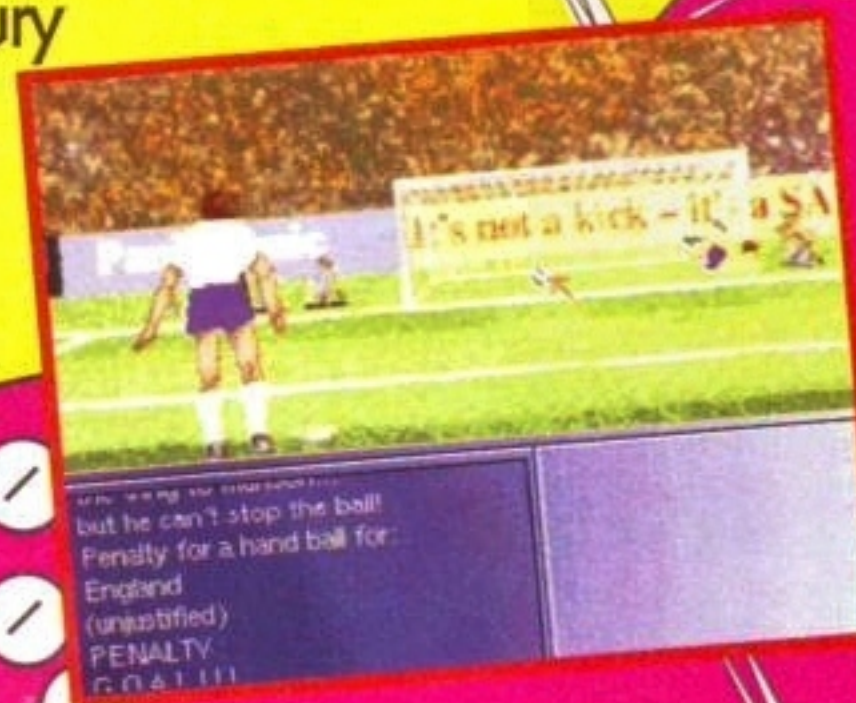 ury
It's not a kick - it's a SA
but he can't stop the ball!
Penalty for a hand ball for:
England
(unjustified)
PENALTY
GOAL!!!